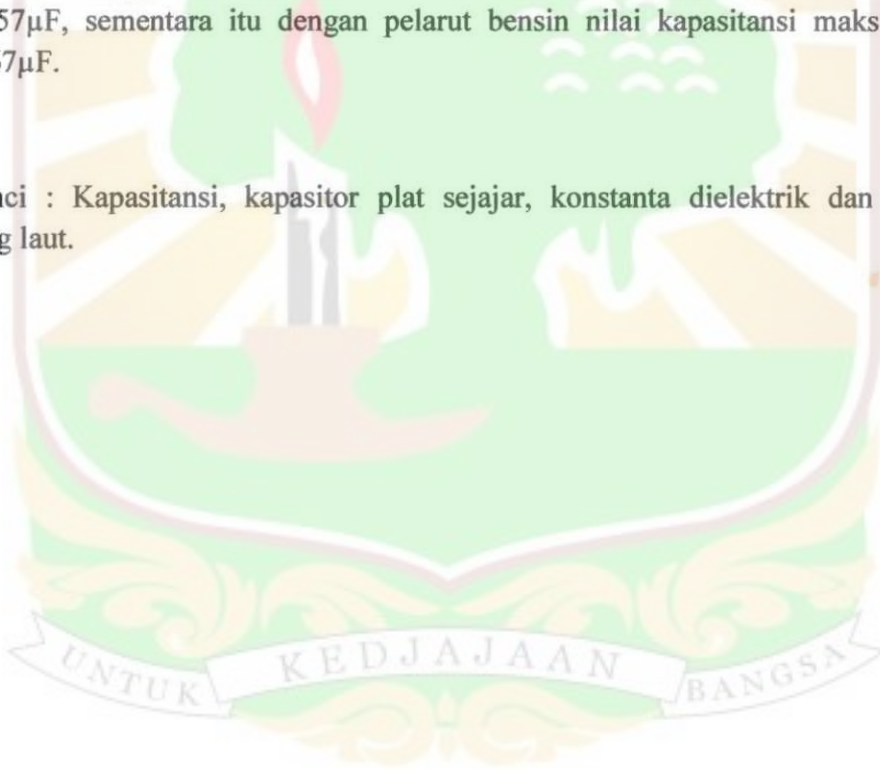 57μF, sementara itu dengan pelarut bensin nilai kapasitansi maks
7μF.
ci : Kapasitansi, kapasitor plat sejajar, konstanta dielektrik dan
g laut.
UNTUK KEDJAJAAN BANGSA